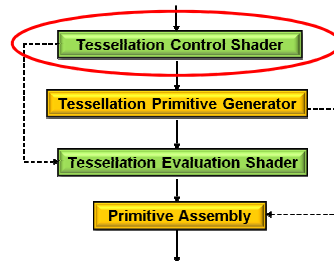 Tessellation Control Shader
Tessellation Primitive Generator
Tessellation Evaluation Shader
Primitive Assembly